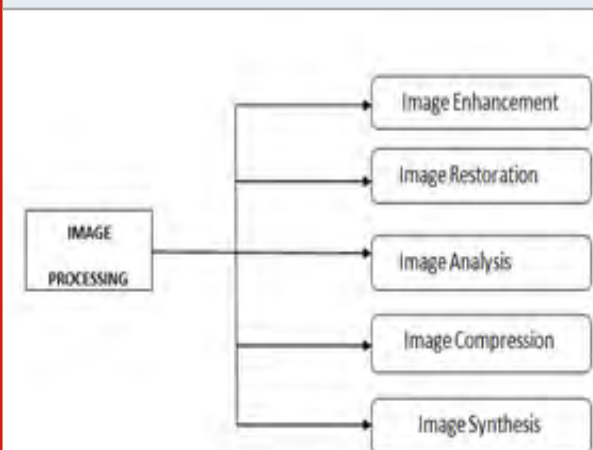 Image Enhancement
Image Restoration
IMAGE
PROCESSING
Image Analysis
Image Compression
Image Synthesis